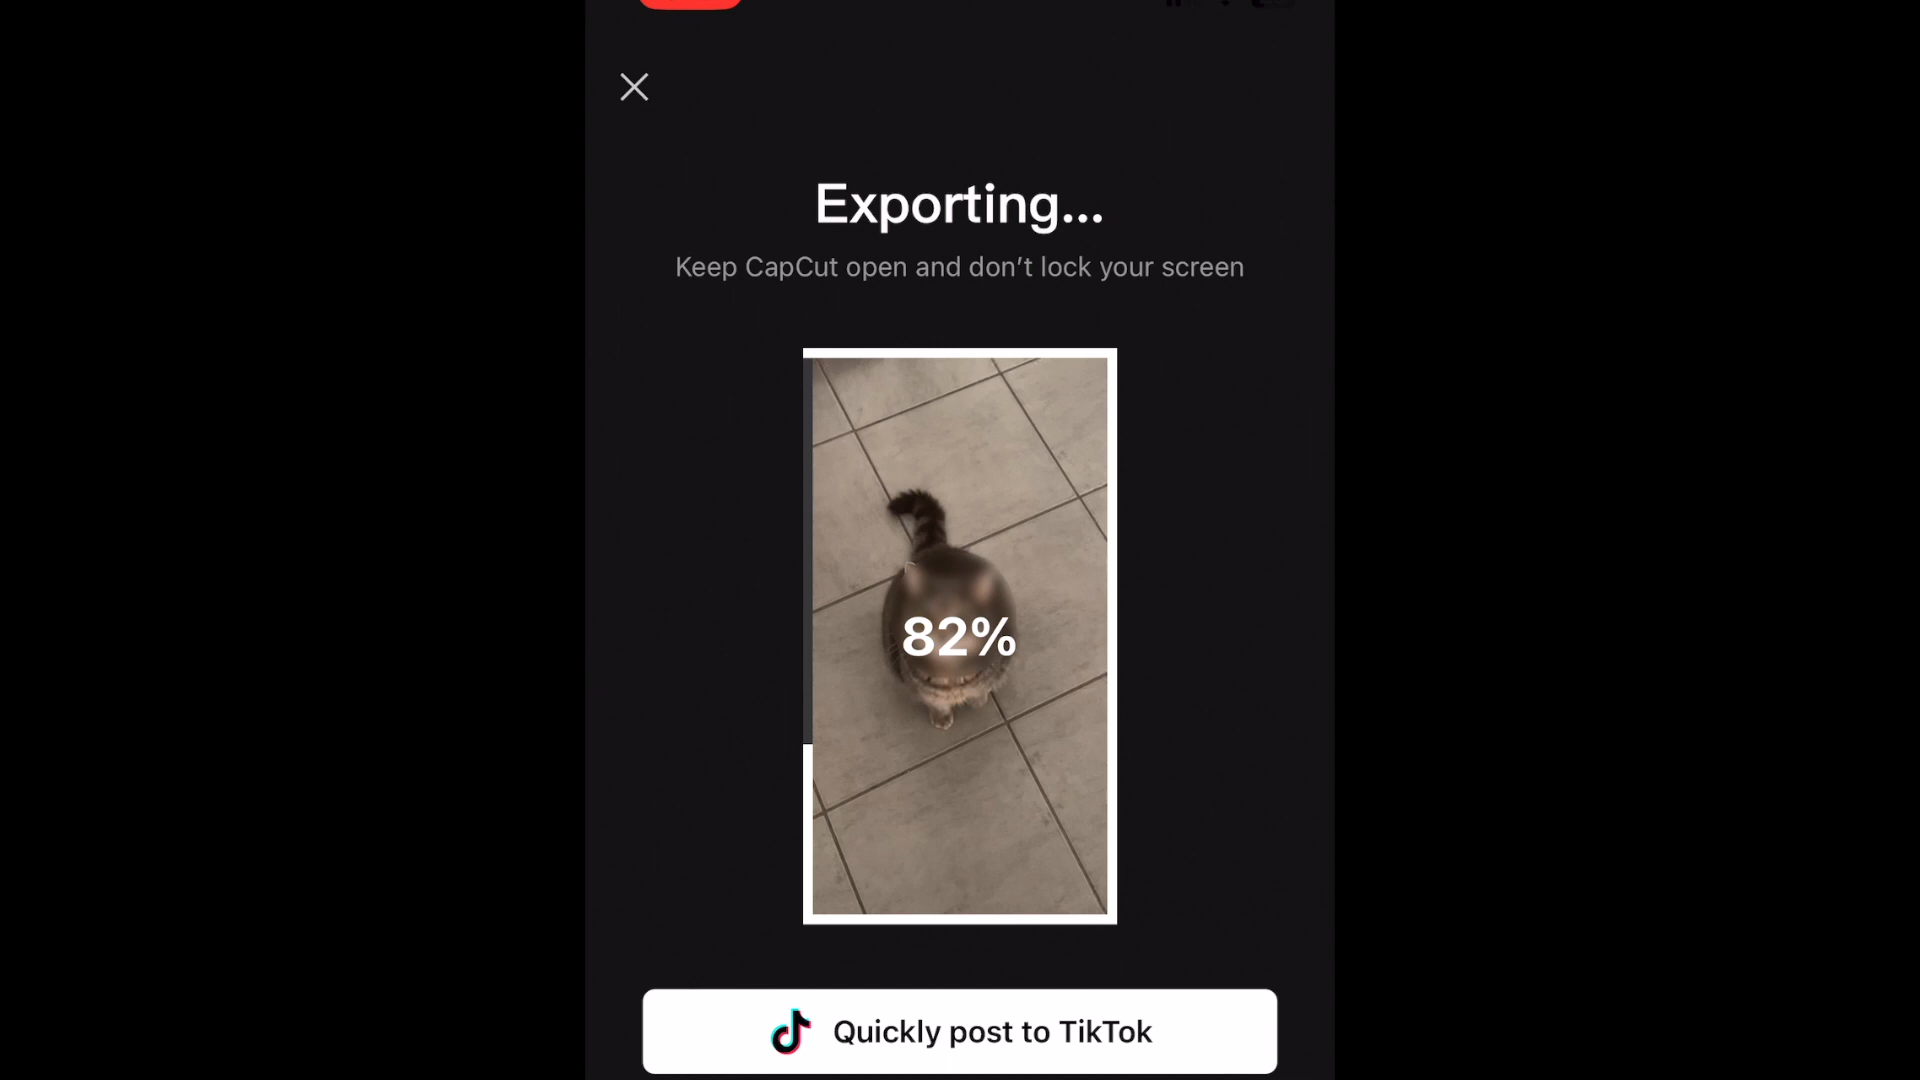 Exporting...
Keep CapCut open and don’t lock your screen
82%
Quickly post to TikTok